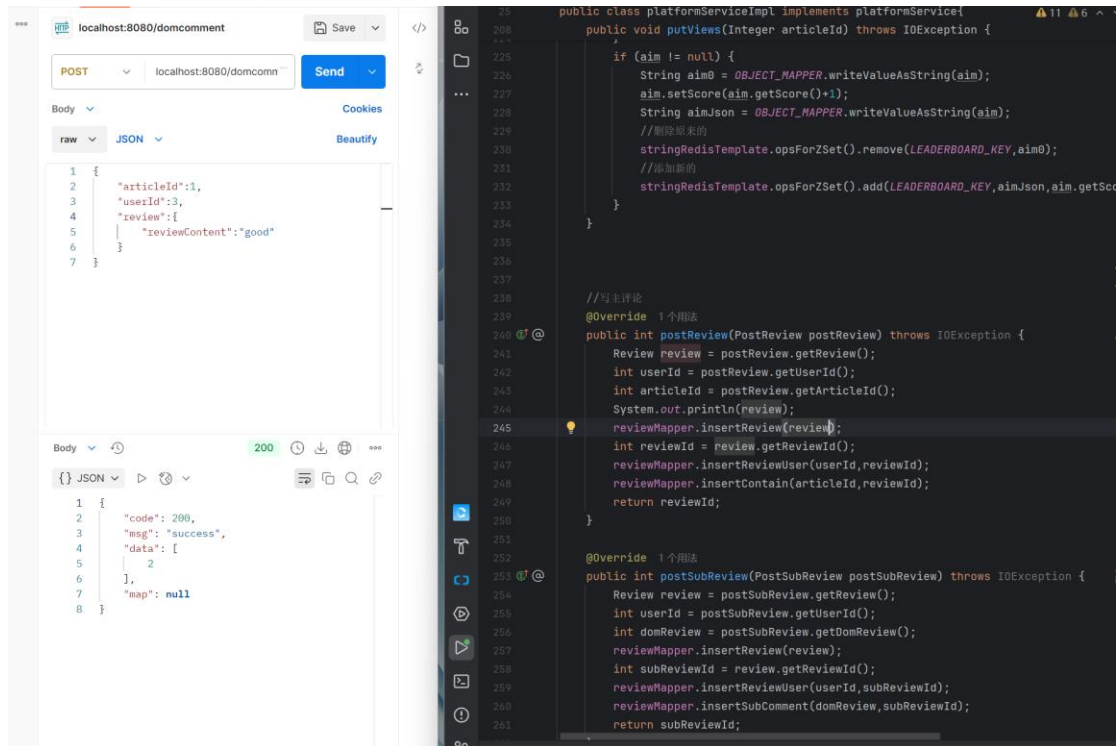 HTTP localhost:8080/domcomment
Save
POST
localhost:8080/domcomn
Send
Body
Cookies
raw
JSON
Beautify
1 {
2 "articleId":1,
3 "userId":3,
4 "review":{
5 "reviewContent":"good"
6 }
7 }
Body
200
{} JSON
1 {
2 "code": 200,
3 "msg": "success",
4 "data": [
5 2
6 ],
7 "map": null
8 }
25 public class platformServiceImpl implements platformService{
11 6
208 public void putViews(Integer articleId) throws IOException {
225 if (aim != null) {
226 String aim0 = OBJECT_MAPPER.writeValueAsString(aim);
227 aim.setScore(aim.getScore()+1);
228 String aimJson = OBJECT_MAPPER.writeValueAsString(aim);
229 //删除原来的
230 stringRedisTemplate.opsForZSet().remove(LEADERBOARD_KEY,aim0);
231 //添加新的
232 stringRedisTemplate.opsForZSet().add(LEADERBOARD_KEY,aimJson,aim.getSco
233 }
234 }
235
236
237
238 //写主评论
239 @Override 1个用法
240 public int postReview(PostReview postReview) throws IOException {
241 Review review = postReview.getReview();
242 int userId = postReview.getUserId();
243 int articleId = postReview.getArticleId();
244 System.out.println(review);
245 reviewMapper.insertReview(review);
246 int reviewId = review.getReviewId();
247 reviewMapper.insertReviewUser(userId,reviewId);
248 reviewMapper.insertContain(articleId,reviewId);
249 return reviewId;
250 }
251
252 @Override 1个用法
253 public int postSubReview(PostSubReview postSubReview) throws IOException {
254 Review review = postSubReview.getReview();
255 int userId = postSubReview.getUserId();
256 int domReview = postSubReview.getDomReview();
257 reviewMapper.insertReview(review);
258 int subReviewId = review.getReviewId();
259 reviewMapper.insertReviewUser(userId,subReviewId);
260 reviewMapper.insertSubComment(domReview,subReviewId);
261 return subReviewId;